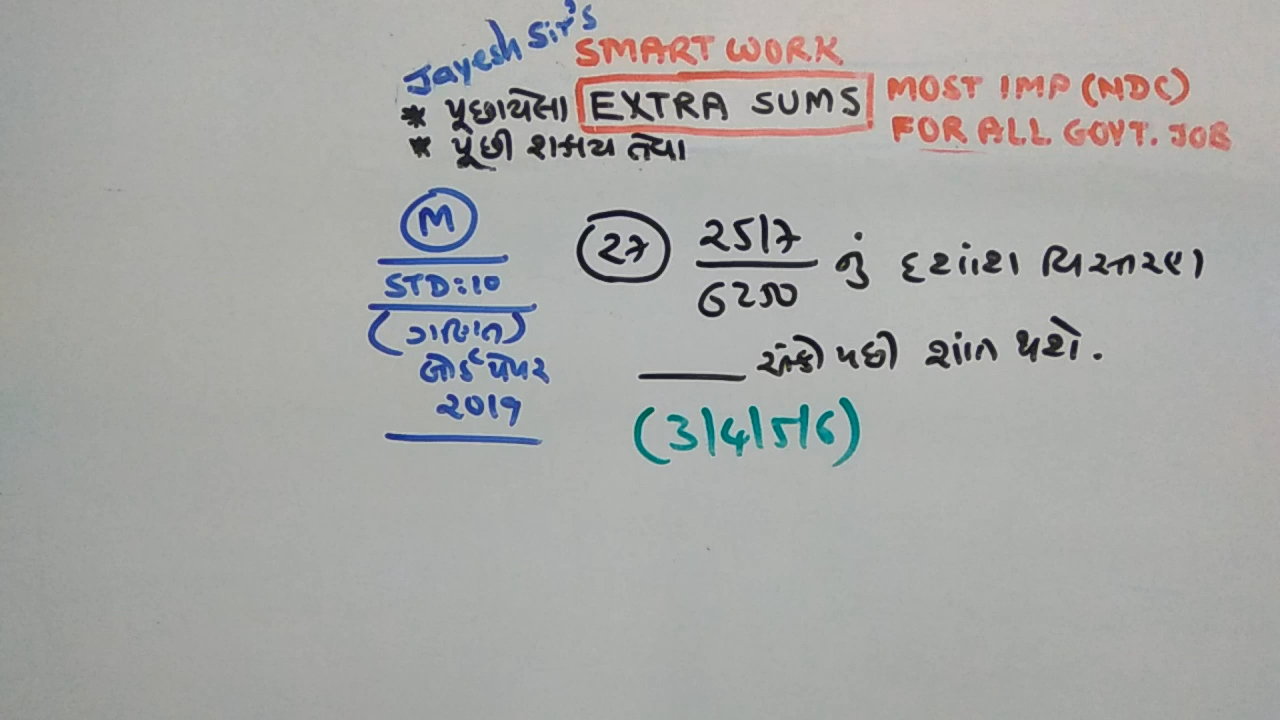 Jayesh Sir's
SMART WORK
* પૂછાયેલા EXTRA SUMS MOST IMP (NDC)
* પૂછી શકાય તેવા FOR ALL GOVT. JOB
M
STD:10
(ગણિત)
બોર્ડ પેપર
2019
27 2517/6250 નું દશાંશ વિસ્તરણ
____ અંકો પછી શાંત થશે.
(3/4/5/6)